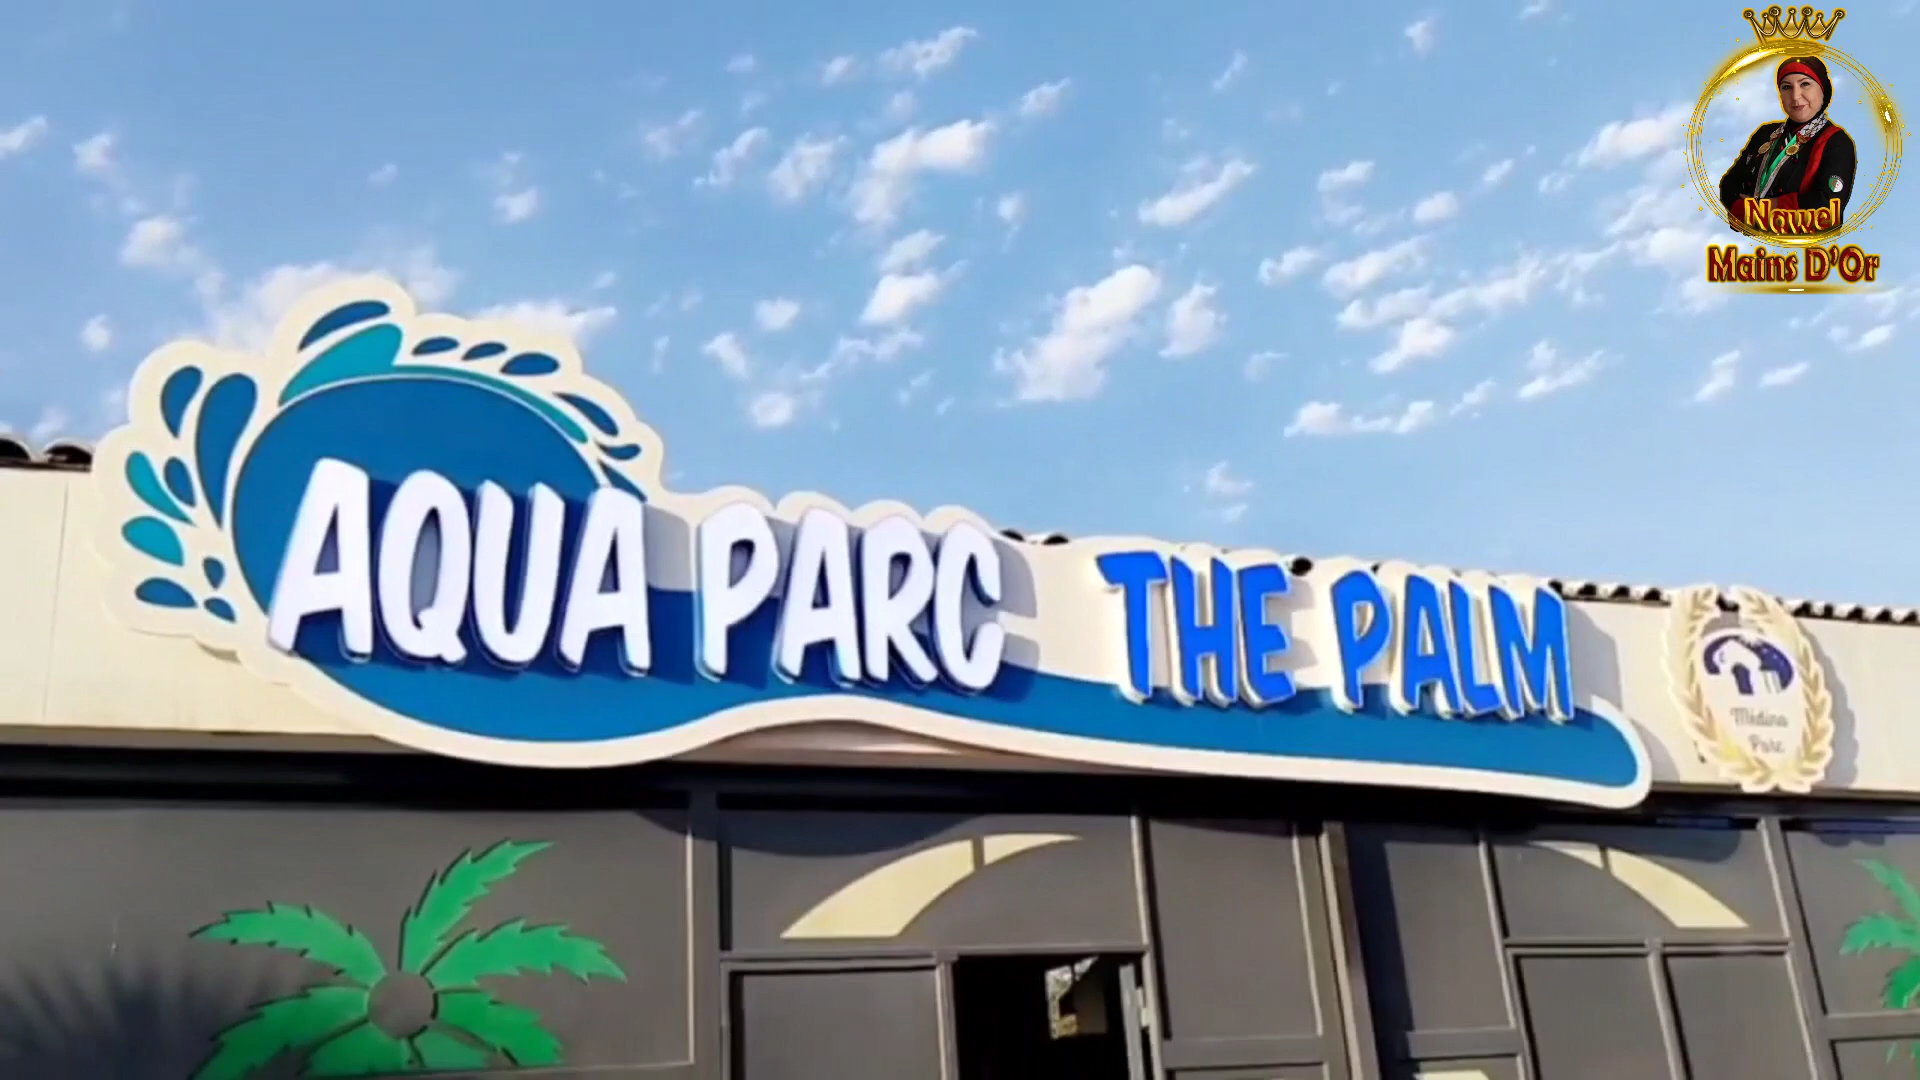 Nawel
Mains D'Or
AQUA PARC THE PALM
Médina
Parc